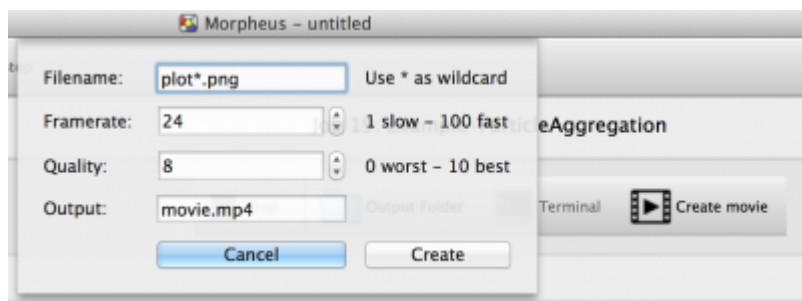 Morpheus – untitled
Filename: plot*.png Use * as wildcard
Framerate: 24 1 slow – 100 fast
cleAggregation
Quality: 8 0 worst – 10 best
Output: movie.mp4 Output Folder Terminal Create movie
Cancel Create